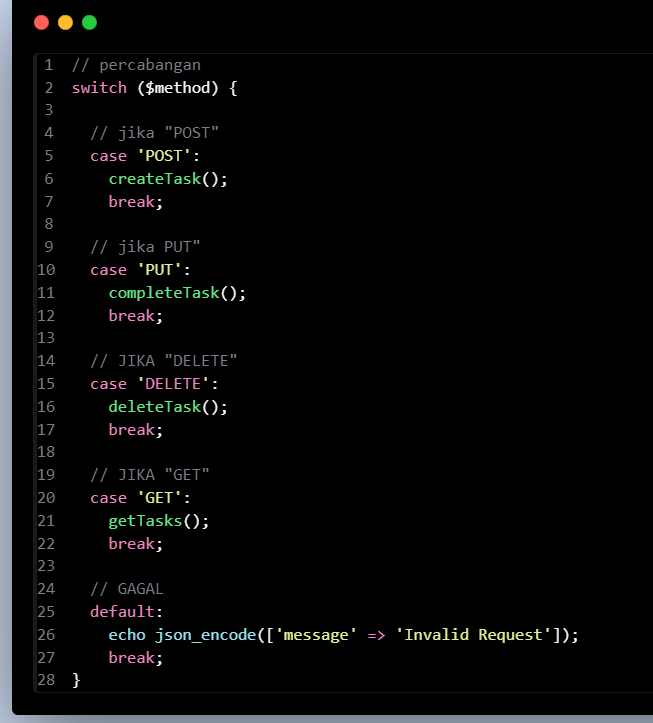 1 // percabangan
2 switch ($method) {
3
4 // jika "POST"
5 case 'POST':
6 createTask();
7 break;
8
9 // jika PUT"
10 case 'PUT':
11 completeTask();
12 break;
13
14 // JIKA "DELETE"
15 case 'DELETE':
16 deleteTask();
17 break;
18
19 // JIKA "GET"
20 case 'GET':
21 getTasks();
22 break;
23
24 // GAGAL
25 default:
26 echo json_encode(['message' => 'Invalid Request']);
27 break;
28 }